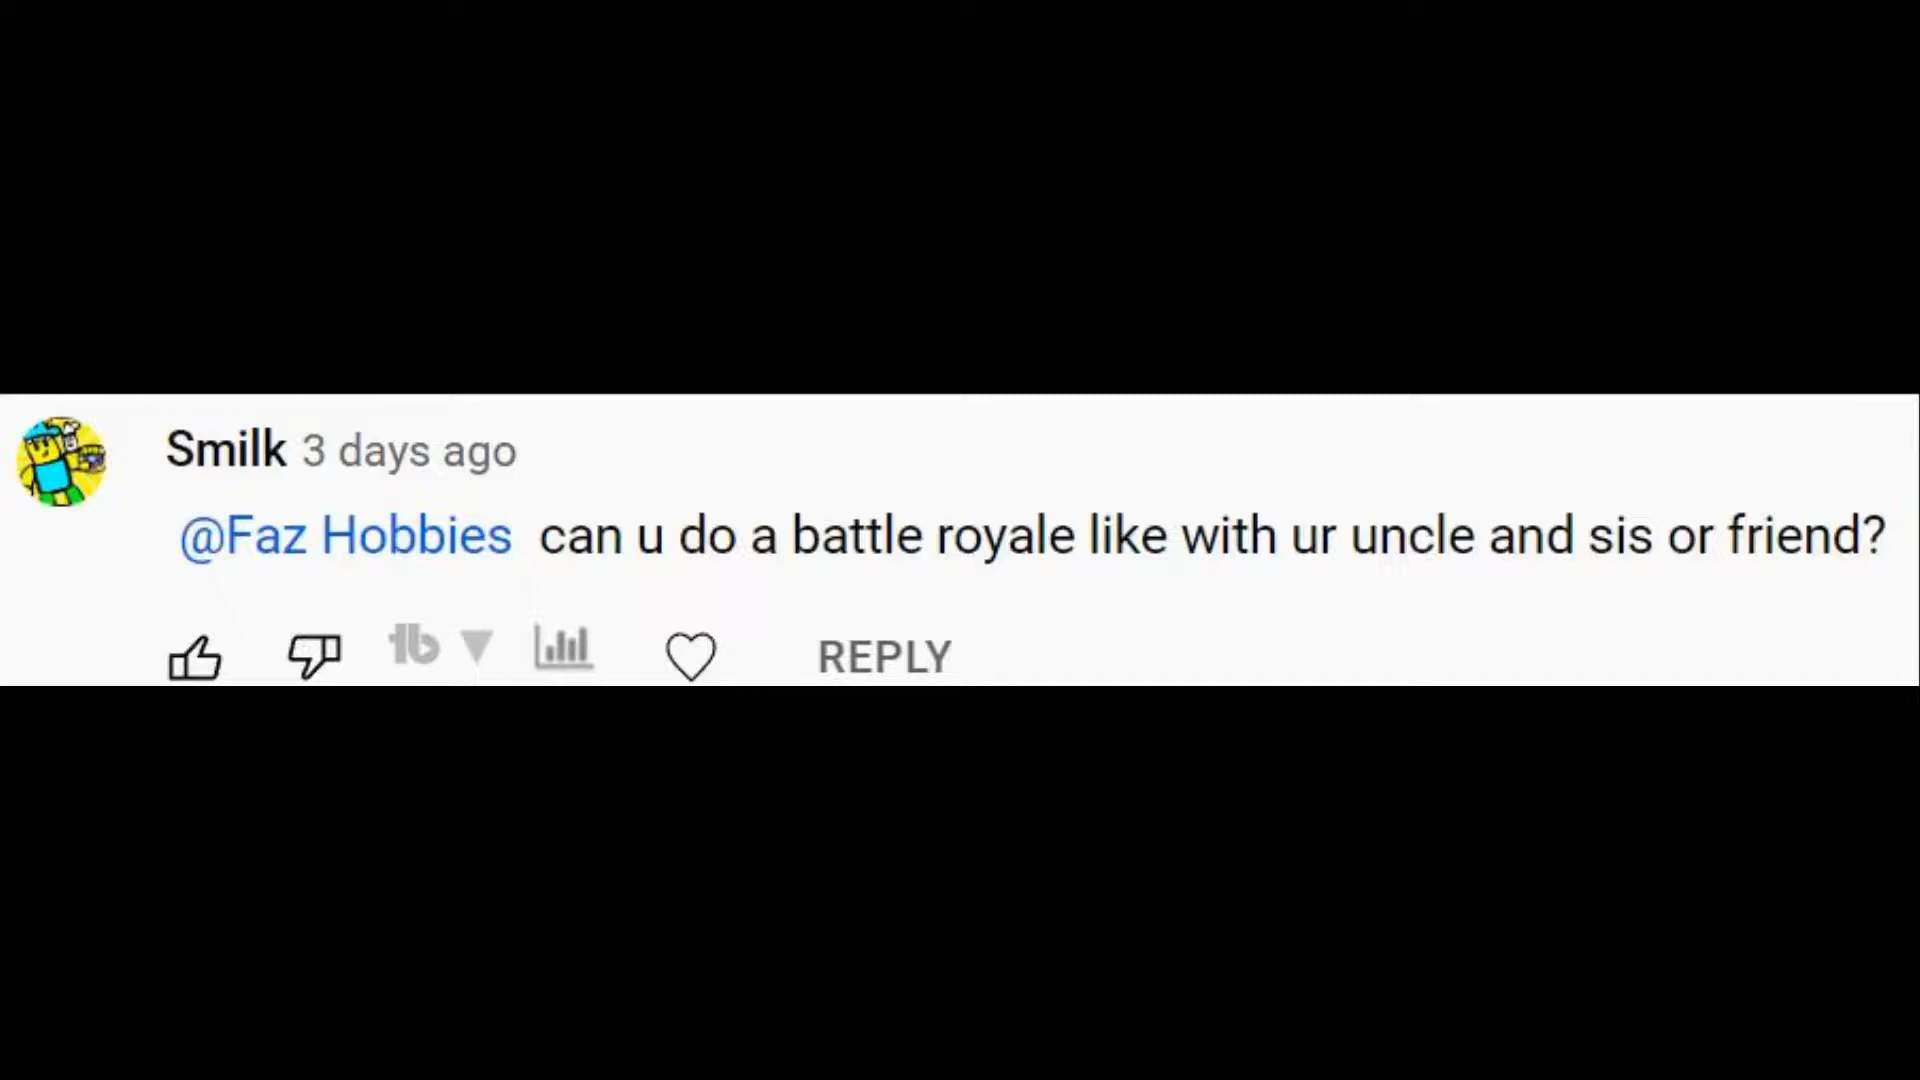 Smilk 3 days ago
@Faz Hobbies can u do a battle royale like with ur uncle and sis or friend?
tb
REPLY